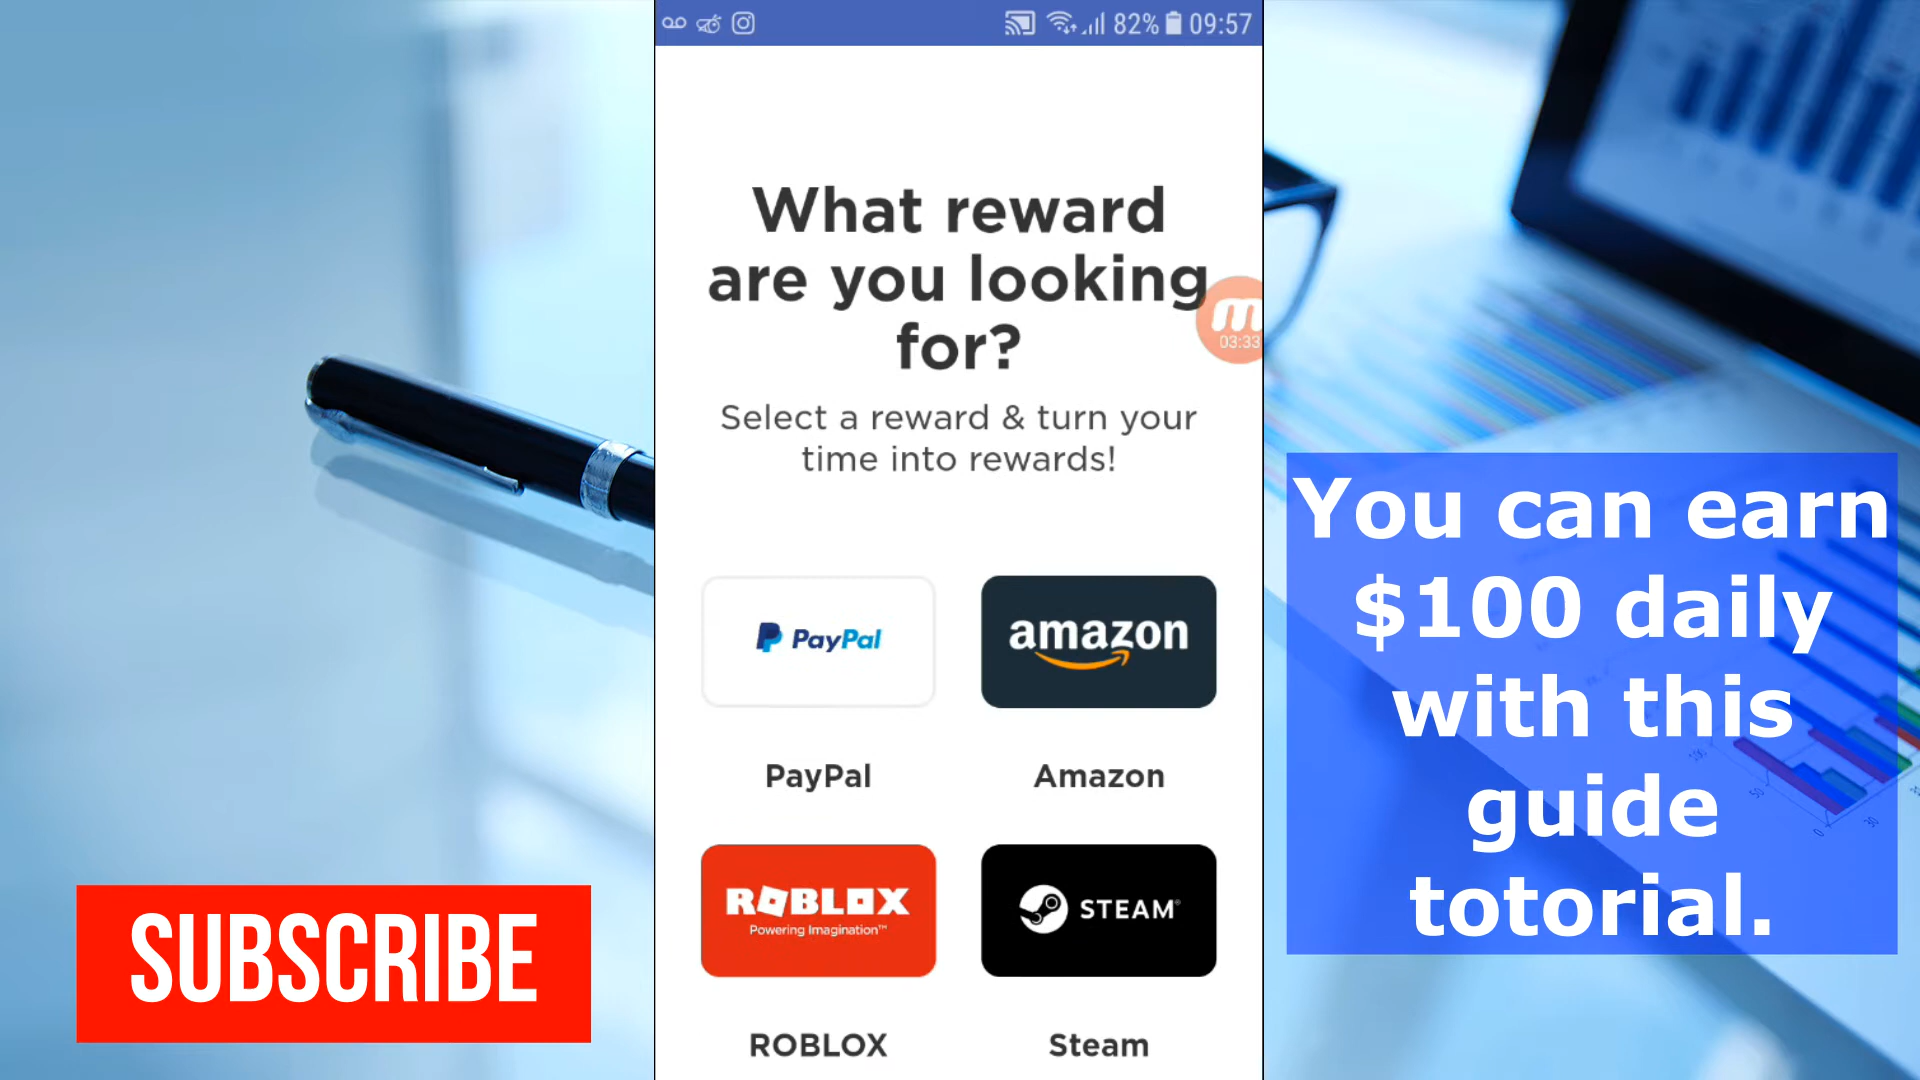 82% 09:57
What reward
are you looking
for?
03:33
Select a reward & turn your
time into rewards!
PayPal
amazon
PayPal
Amazon
ROBLOX
Powering Imagination™
STEAM®
ROBLOX
Steam
SUBSCRIBE
You can earn
$100 daily
with this
guide
totorial.